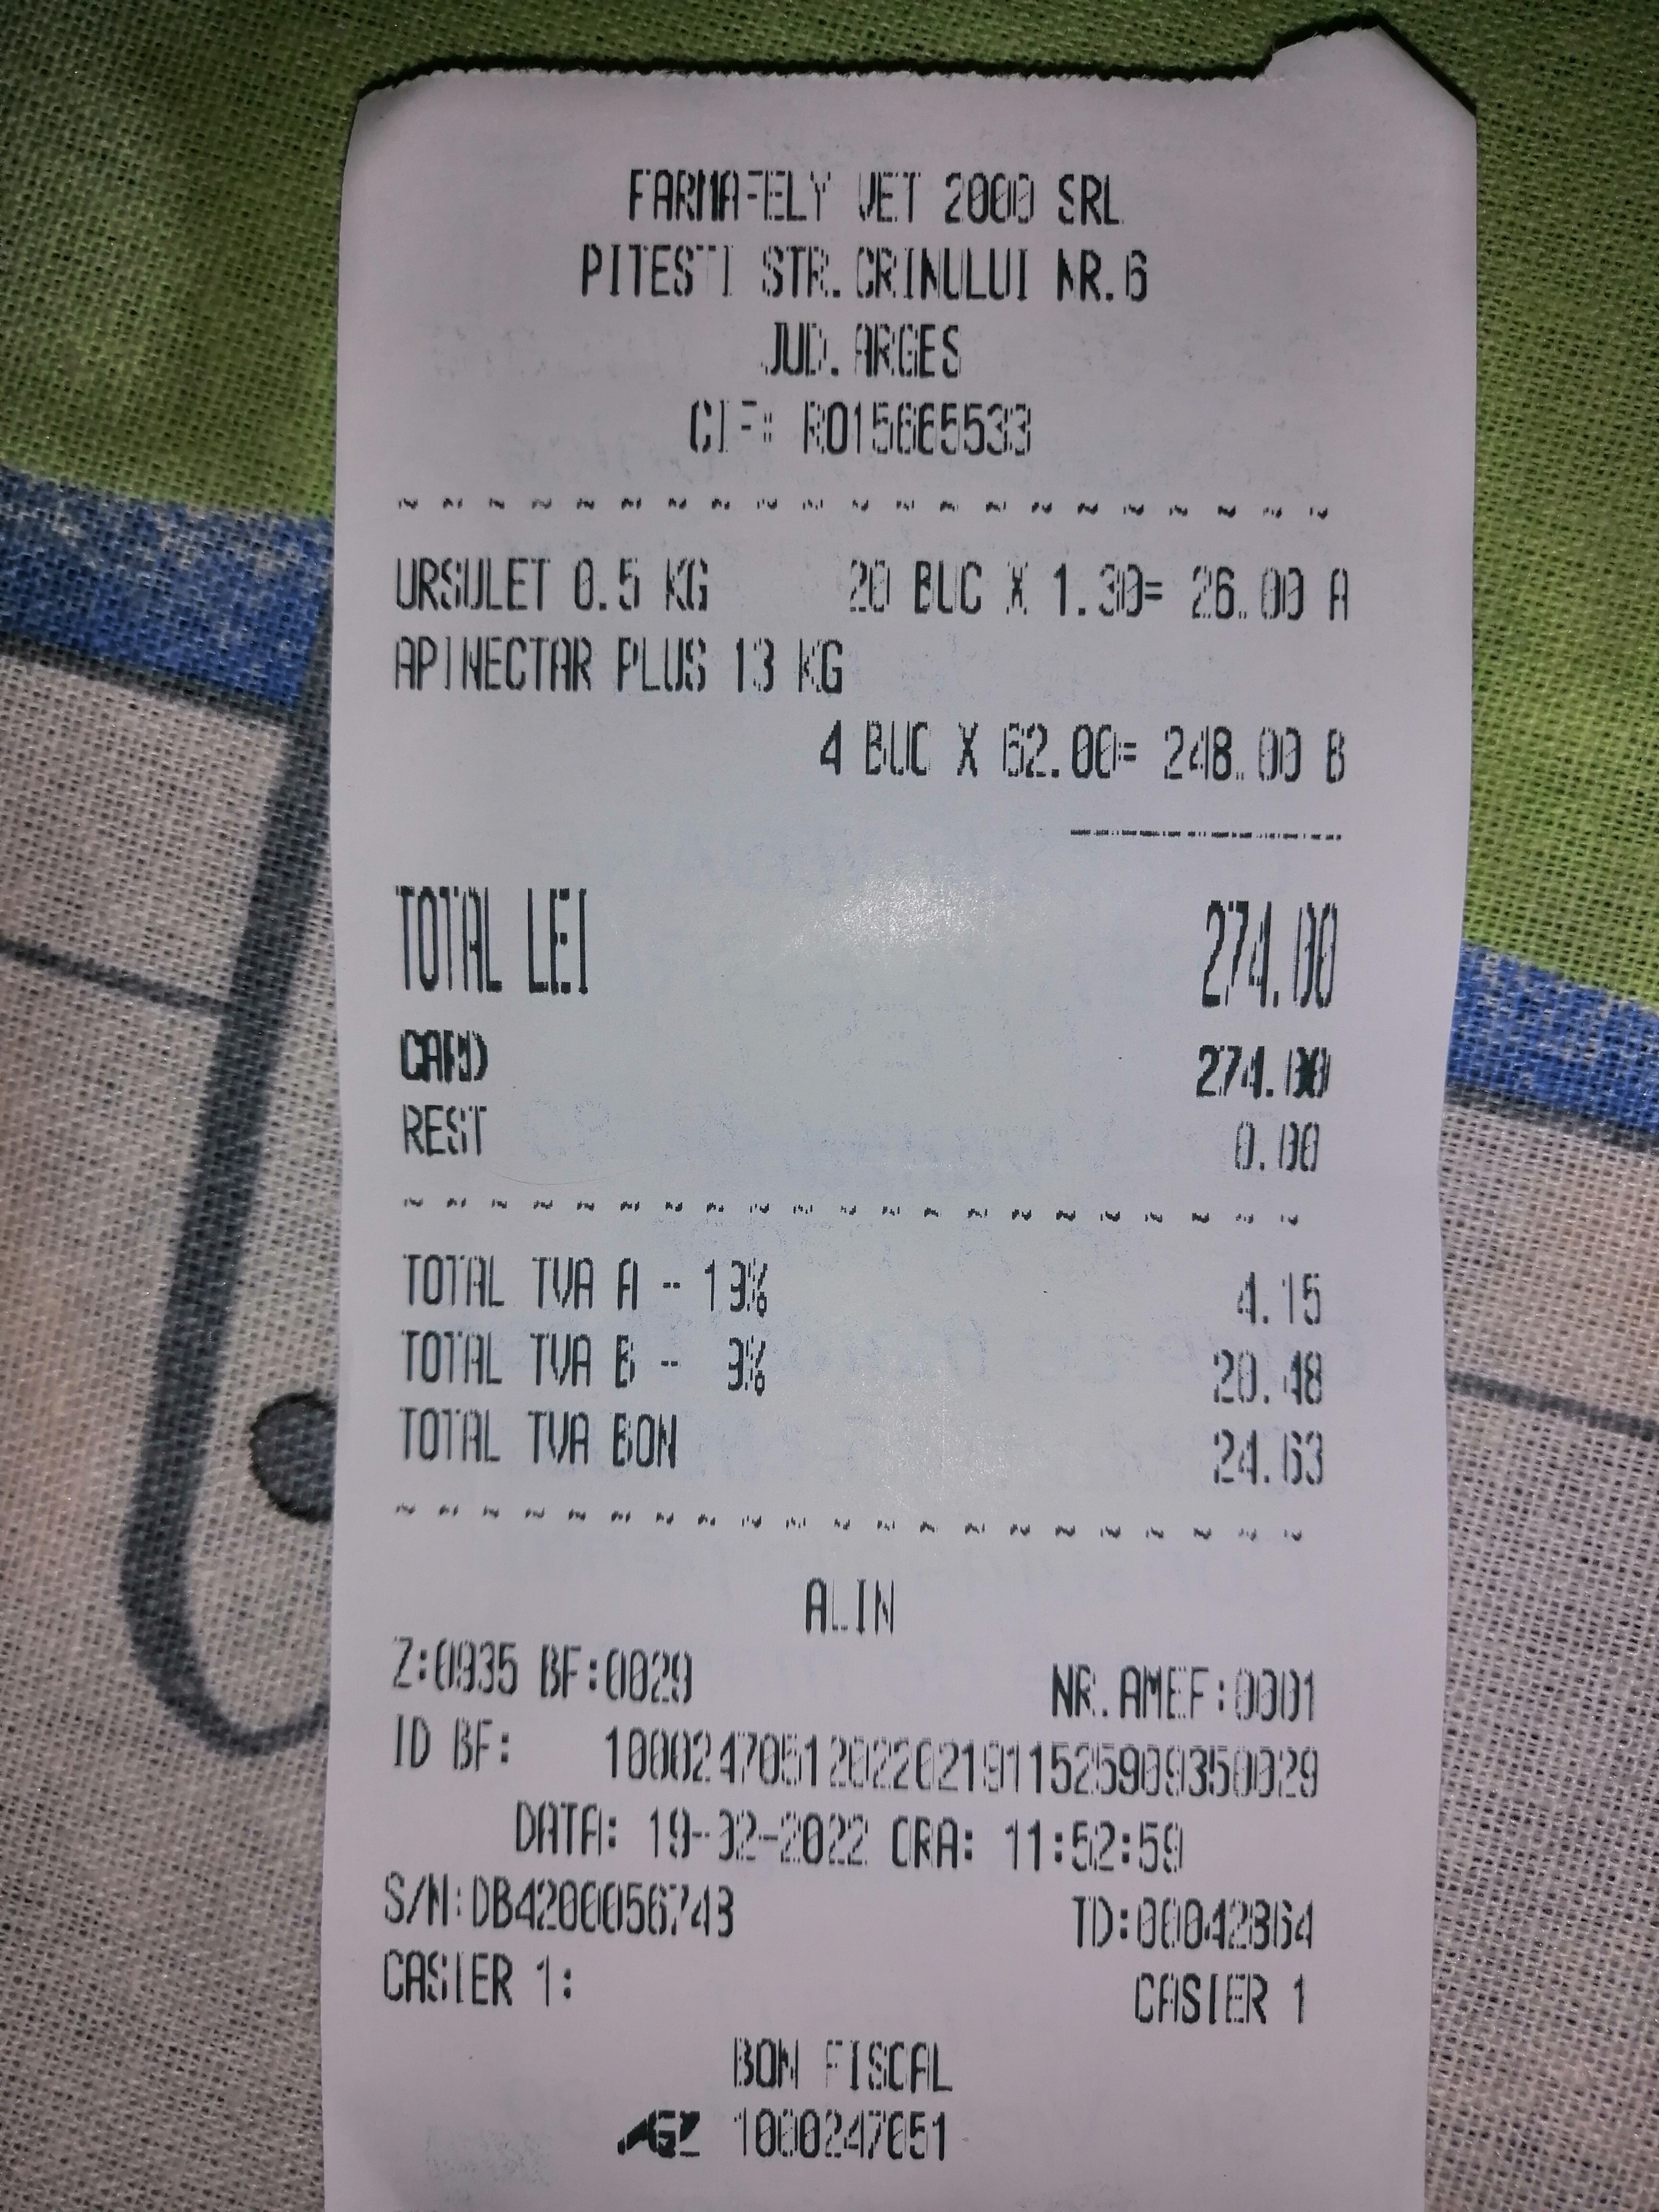 FARMAFELY VET 2000 SRL
PITESTI STR.CRINULUI NR.6
JUD.ARGES
CIF: RO15665533
URSULET 0.5 KG 20 BUC X 1.30= 26.00 A
APINECTAR PLUS 13 KG
4 BUC X 62.00= 248.00 B
TOTAL LEI 274.00
CARD 274.00
REST 0.00
TOTAL TVA A - 19% 4.15
TOTAL TVA B - 9% 20.48
TOTAL TVA BON 24.63
ALIN
Z:0935 BF:0029 NR.AMEF:0001
ID BF: 10002470512022021911525909350029
DATA: 19-02-2022 ORA: 11:52:59
S/N:DB4200056743 TD:00042864
CASIER 1: CASIER 1
BON FISCAL
1000247051